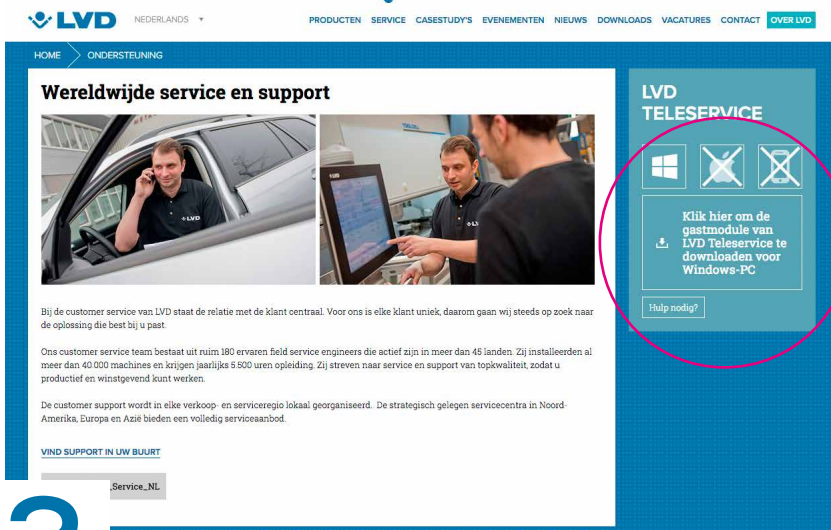 LVD
NEDERLANDS
PRODUCTEN SERVICE CASESTUDY'S EVENEMENTEN NIEUWS DOWNLOADS VACATURES CONTACT OVER LVD
HOME ONDERSTEUNING
Wereldwijde service en support
LVD
Bij de customer service van LVD staat de relatie met de klant centraal. Voor ons is elke klant uniek, daarom gaan wij steeds op zoek naar
de oplossing die best bij u past.
Ons customer service team bestaat uit ruim 180 ervaren field service engineers die actief zijn in meer dan 45 landen. Zij installeerden al
meer dan 40 000 machines en krijgen jaarlijks 5.500 uren opleiding. Zij streven naar service en support van topkwaliteit, zodat u
productief en winstgevend kunt werken.
De customer support wordt in elke verkoop- en serviceregio lokaal georganiseerd. De strategisch gelegen servicecentra in Noord-
Amerika, Europa en Azië bieden een volledig serviceaanbod.
VIND SUPPORT IN UW BUURT
_Service_NL
LVD
TELESERVICE
Klik hier om de
gastmodule van
LVD Teleservice te
downloaden voor
Windows-PC
Hulp nodig?